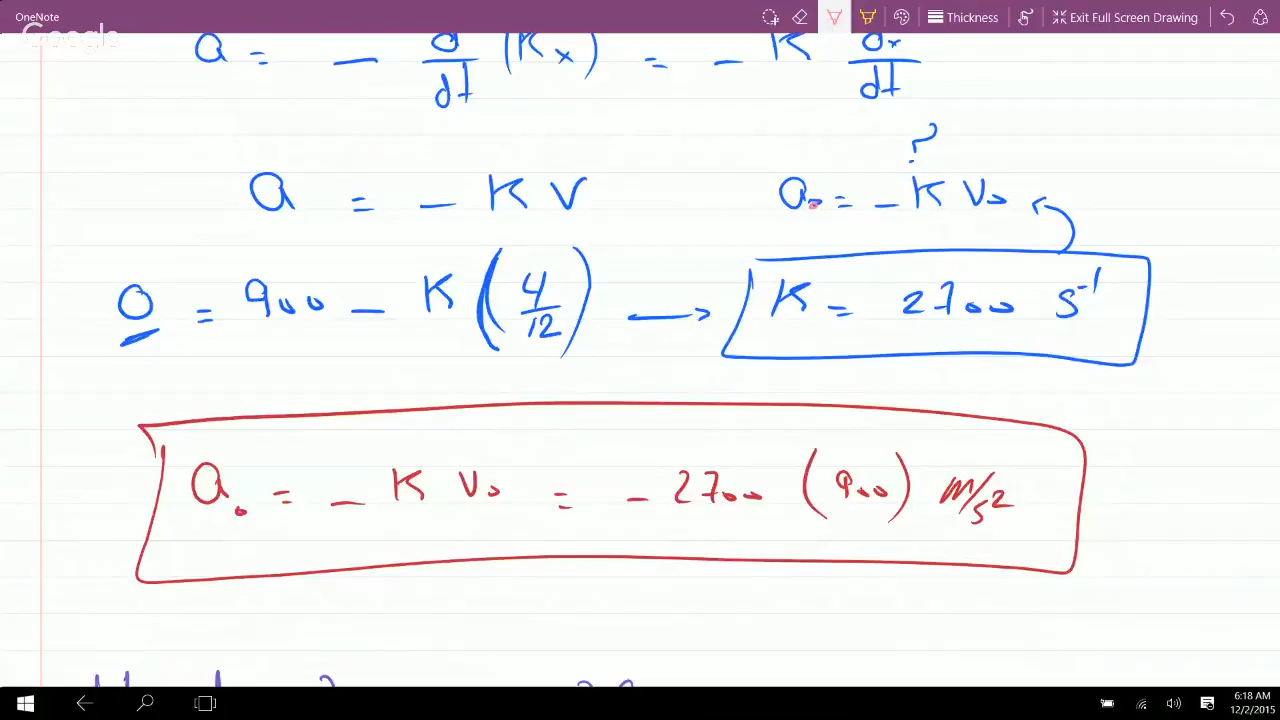 OneNote
Thickness
Exit Full Screen Drawing
Google
a = - d/dt (Kx) = - K dx/dt
?
a = - K V
a₀ = - K V₀
0 = 900 - K (4/12) → K = 2700 s⁻¹
a₀ = - K V₀ = - 2700 (900) m/s²
6:18 AM
12/2/2015